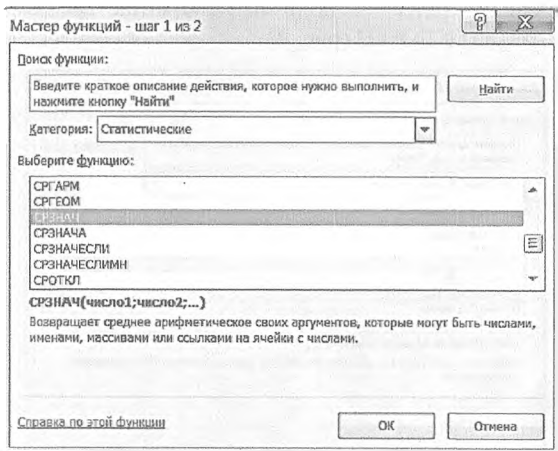 Мастер функций - шаг 1 из 2
Поиск функции:
Введите краткое описание действия, которое нужно выполнить, и
нажмите кнопку "Найти"
Найти
Категория: Статистические
Выберите функцию:
СРГАРМ
СРГЕОМ
СРЗНАЧ
СРЗНАЧА
СРЗНАЧЕСЛИ
СРЗНАЧЕСЛИМН
СРОТКЛ
СРЗНАЧ(число1;число2;...)
Возвращает среднее арифметическое своих аргументов, которые могут быть числами,
именами, массивами или ссылками на ячейки с числами.
Справка по этой функции
ОК
Отмена